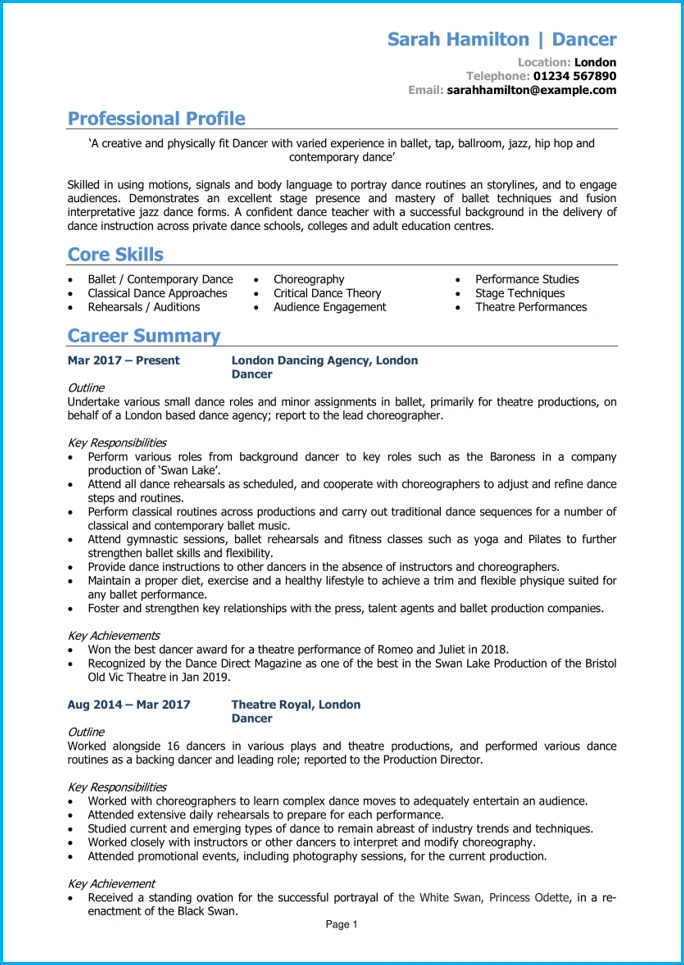 Sarah Hamilton | Dancer
Location: London
Telephone: 01234 567890
Email: sarahhamilton@example.com
Professional Profile
‘A creative and physically fit Dancer with varied experience in ballet, tap, ballroom, jazz, hip hop and
contemporary dance’
Skilled in using motions, signals and body language to portray dance routines an storylines, and to engage
audiences. Demonstrates an excellent stage presence and mastery of ballet techniques and fusion
interpretative jazz dance forms. A confident dance teacher with a successful background in the delivery of
dance instruction across private dance schools, colleges and adult education centres.
Core Skills
• Ballet / Contemporary Dance • Choreography • Performance Studies
• Classical Dance Approaches • Critical Dance Theory • Stage Techniques
• Rehearsals / Auditions • Audience Engagement • Theatre Performances
Career Summary
Mar 2017 – Present London Dancing Agency, London
Dancer
Outline
Undertake various small dance roles and minor assignments in ballet, primarily for theatre productions, on
behalf of a London based dance agency; report to the lead choreographer.
Key Responsibilities
• Perform various roles from background dancer to key roles such as the Baroness in a company
production of ‘Swan Lake’.
• Attend all dance rehearsals as scheduled, and cooperate with choreographers to adjust and refine dance
steps and routines.
• Perform classical routines across productions and carry out traditional dance sequences for a number of
classical and contemporary ballet music.
• Attend gymnastic sessions, ballet rehearsals and fitness classes such as yoga and Pilates to further
strengthen ballet skills and flexibility.
• Provide dance instructions to other dancers in the absence of instructors and choreographers.
• Maintain a proper diet, exercise and a healthy lifestyle to achieve a trim and flexible physique suited for
any ballet performance.
• Foster and strengthen key relationships with the press, talent agents and ballet production companies.
Key Achievements
• Won the best dancer award for a theatre performance of Romeo and Juliet in 2018.
• Recognized by the Dance Direct Magazine as one of the best in the Swan Lake Production of the Bristol
Old Vic Theatre in Jan 2019.
Aug 2014 – Mar 2017 Theatre Royal, London
Dancer
Outline
Worked alongside 16 dancers in various plays and theatre productions, and performed various dance
routines as a backing dancer and leading role; reported to the Production Director.
Key Responsibilities
• Worked with choreographers to learn complex dance moves to adequately entertain an audience.
• Attended extensive daily rehearsals to prepare for each performance.
• Studied current and emerging types of dance to remain abreast of industry trends and techniques.
• Worked closely with instructors or other dancers to interpret and modify choreography.
• Attended promotional events, including photography sessions, for the current production.
Key Achievement
• Received a standing ovation for the successful portrayal of the White Swan, Princess Odette, in a re-
enactment of the Black Swan.
Page 1